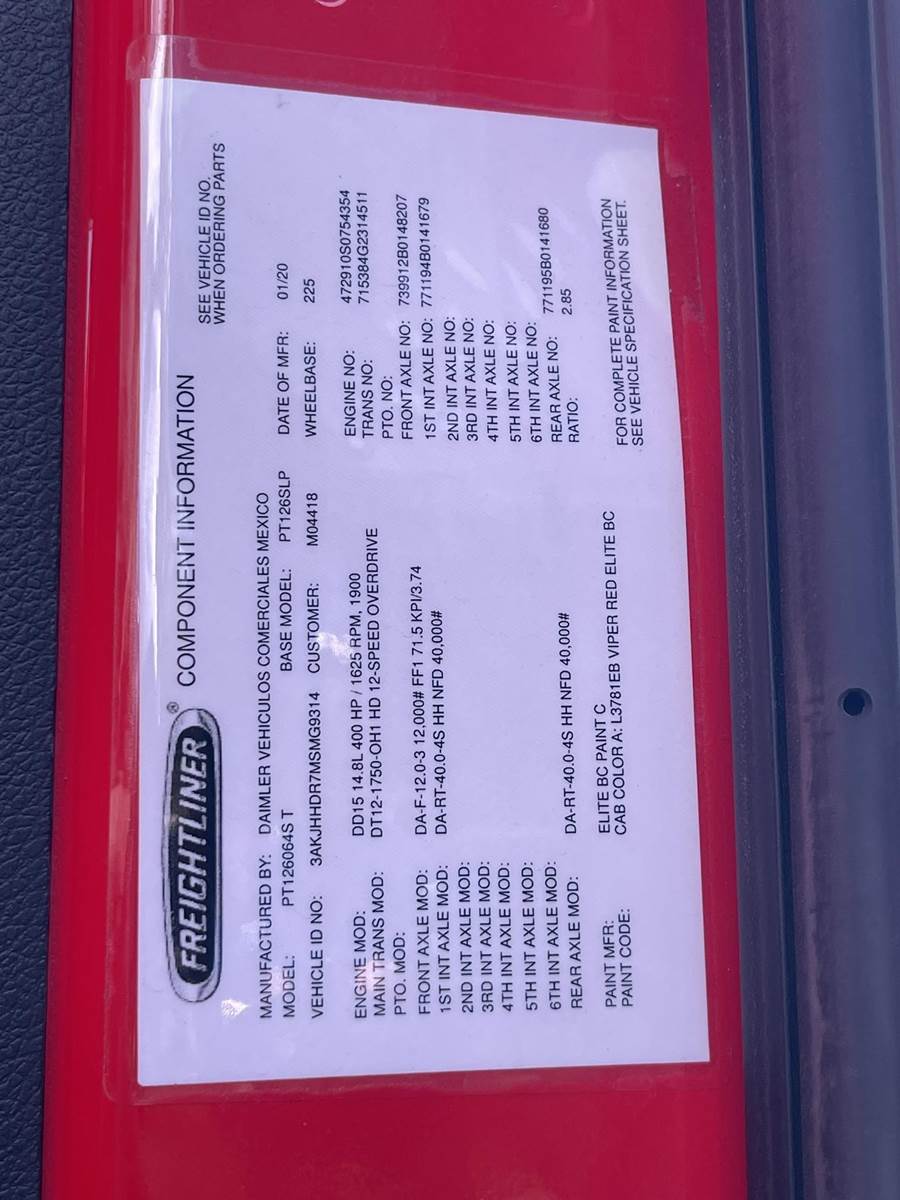 FREIGHTLINER® COMPONENT INFORMATION
SEE VEHICLE ID NO.
WHEN ORDERING PARTS
MANUFACTURED BY: DAIMLER VEHICULOS COMERCIALES MEXICO
MODEL: PT126064S T BASE MODEL: PT126SLP DATE OF MFR: 01/20
VEHICLE ID NO: 3AKJHHDR7MSMG9314 CUSTOMER: M04418 WHEELBASE: 225
ENGINE MOD: DD15 14.8L 400 HP / 1625 RPM, 1900 ENGINE NO: 472910S0754354
MAIN TRANS MOD: DT12-1750-OH1 HD 12-SPEED OVERDRIVE TRANS NO: 715384G2314511
PTO. MOD: PTO. NO:
FRONT AXLE MOD: DA-F-12.0-3 12,000# FF1 71.5 KPI/3.74 FRONT AXLE NO: 739912B0148207
1ST INT AXLE MOD: DA-RT-40.0-4S HH NFD 40,000# 1ST INT AXLE NO: 771194B0141679
2ND INT AXLE MOD: 2ND INT AXLE NO:
3RD INT AXLE MOD: 3RD INT AXLE NO:
4TH INT AXLE MOD: 4TH INT AXLE NO:
5TH INT AXLE MOD: 5TH INT AXLE NO:
6TH INT AXLE MOD: 6TH INT AXLE NO:
REAR AXLE MOD: DA-RT-40.0-4S HH NFD 40,000# REAR AXLE NO: 771195B0141680
RATIO: 2.85
PAINT MFR: ELITE BC PAINT C FOR COMPLETE PAINT INFORMATION
PAINT CODE: CAB COLOR A: L3781EB VIPER RED ELITE BC SEE VEHICLE SPECIFICATION SHEET.